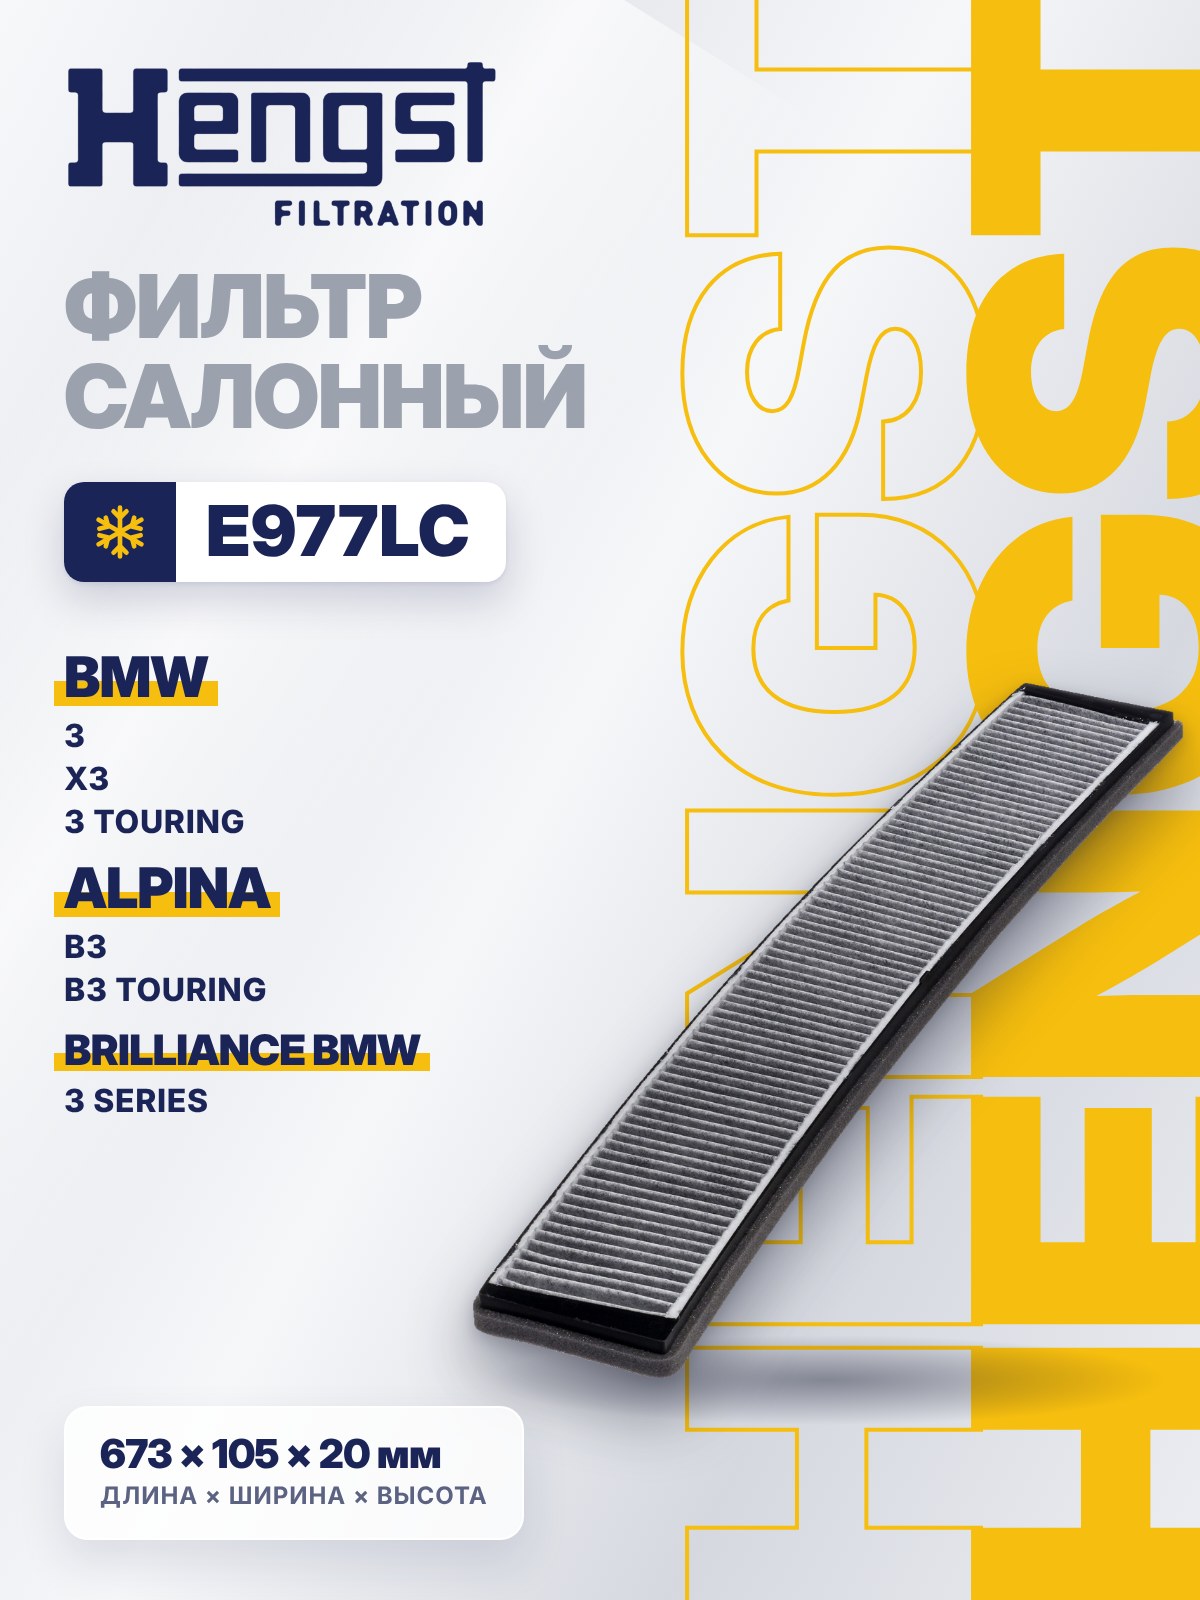 Hengst
FILTRATION
ФИЛЬТР
САЛОННЫЙ
E977LC
BMW
3
X3
3 TOURING
ALPINA
B3
B3 TOURING
BRILLIANCE BMW
3 SERIES
673 × 105 × 20 мм
ДЛИНА × ШИРИНА × ВЫСОТА
HENGST
HENGST